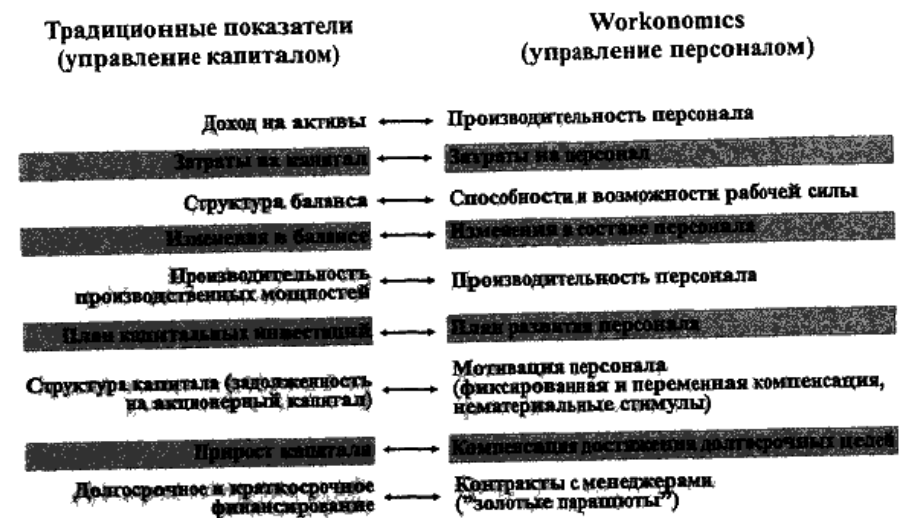 Традиционные показатели
(управление капиталом)
Workonomics
(управление персоналом)
Доход на активы
Производительность персонала
Затраты на капитал
Затраты на персонал
Структура баланса
Способности и возможности рабочей силы
Изменения в балансе
Изменения в составе персонала
Производительность
производственных мощностей
Производительность персонала
План капитальных инвестиций
План развития персонала
Структура капитала (задолженность
на акционерный капитал)
Мотивация персонала
(фиксированная и переменная компенсация,
нематериальные стимулы)
Прирост капитала
Компенсация достижения долгосрочных целей
Долгосрочное и краткосрочное
финансирование
Контракты с менеджерами
("золотые парашюты")